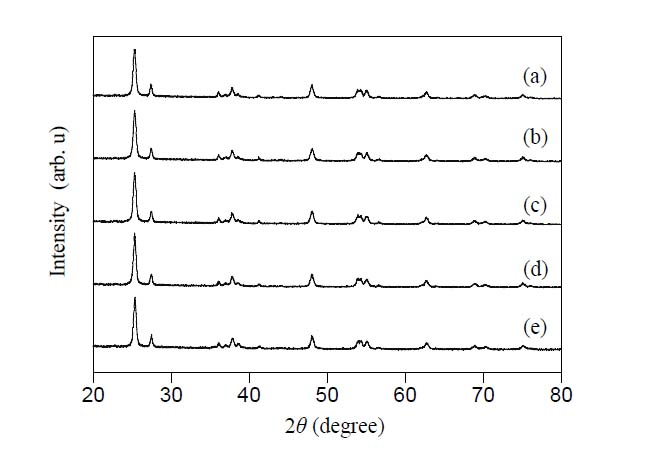 (a)
(b)
(c)
(d)
(e)
Intensity (arb. u)
20 30 40 50 60 70 80
2θ (degree)